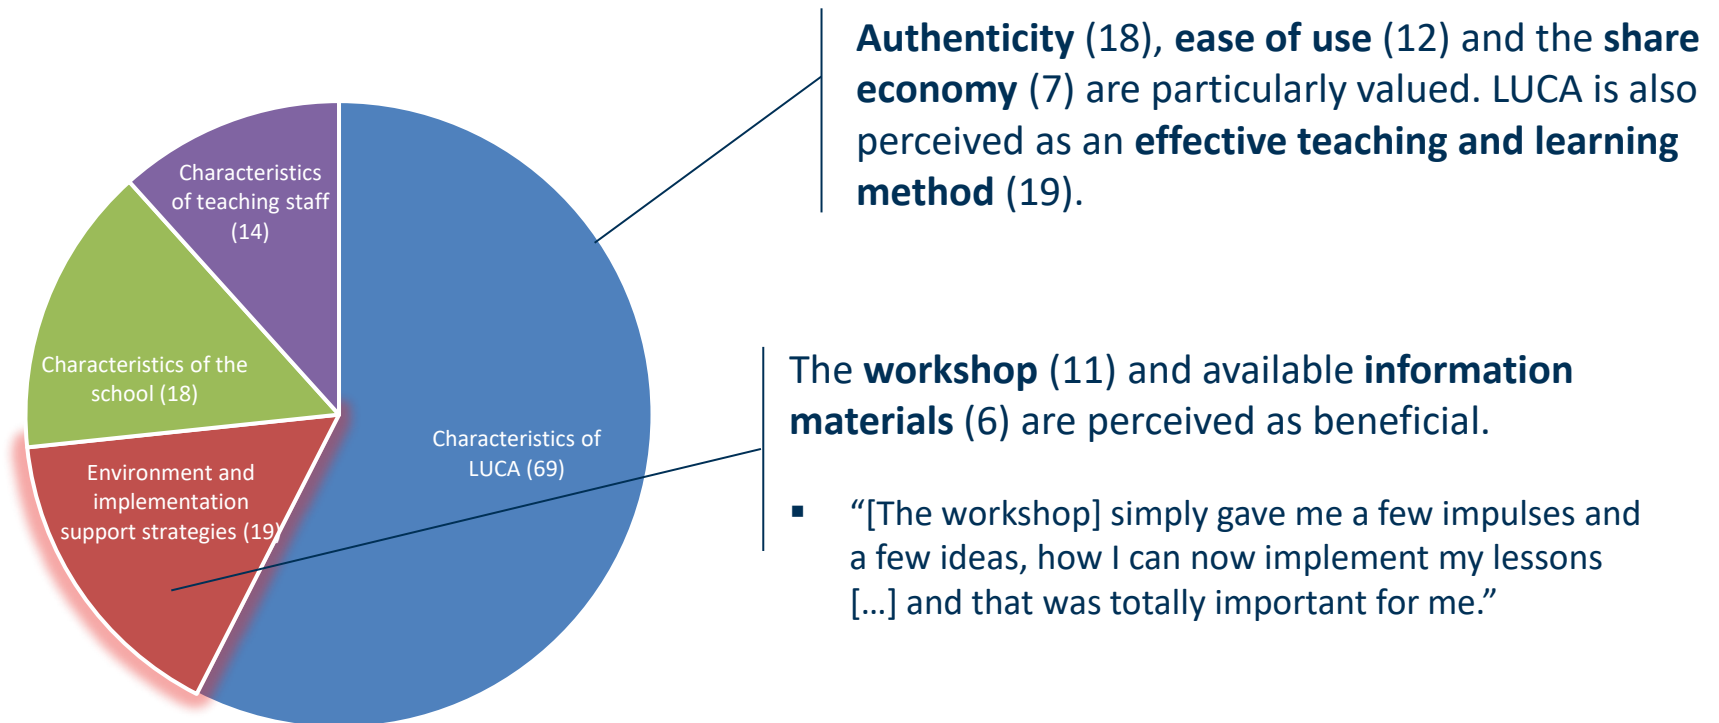 Authenticity (18), ease of use (12) and the share
economy (7) are particularly valued. LUCA is also
perceived as an effective teaching and learning
method (19).
Characteristics
of teaching staff
(14)
Characteristics of the
school (18)
Environment and
implementation
support strategies (19)
Characteristics of
LUCA (69)
The workshop (11) and available information
materials (6) are perceived as beneficial.
▪ “[The workshop] simply gave me a few impulses and
a few ideas, how I can now implement my lessons
[…] and that was totally important for me.”